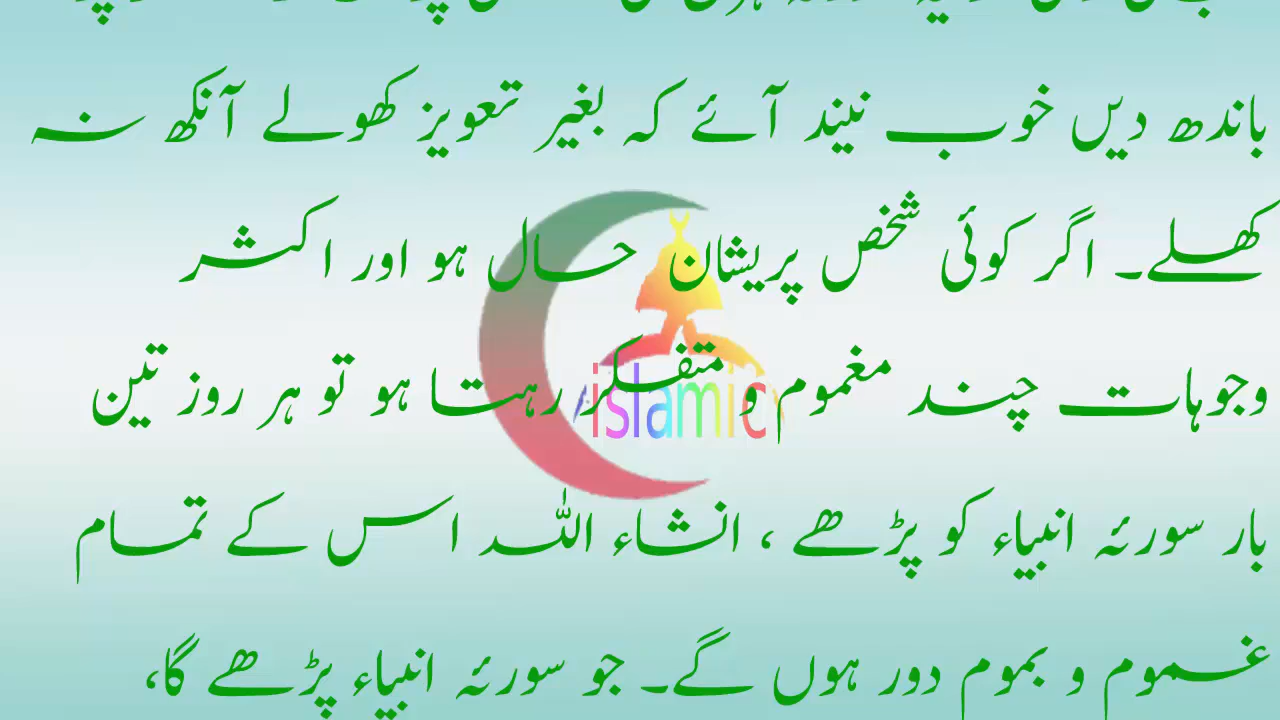 باندھ دیں خوب نیند آئے کہ بغیر تعویز کھولے آنکھ نہ
کھلے۔ اگر کوئی شخص پریشان حال ہو اور اکثر
وجوہات چند مغموم و متفکر رہتا ہو تو ہر روز تین
بار سورئہ انبیاء کو پڑھے ، انشاء اللہ اس کے تمام
غموم و ہموم دور ہوں گے۔ جو سورئہ انبیاء پڑھے گا،
islamic